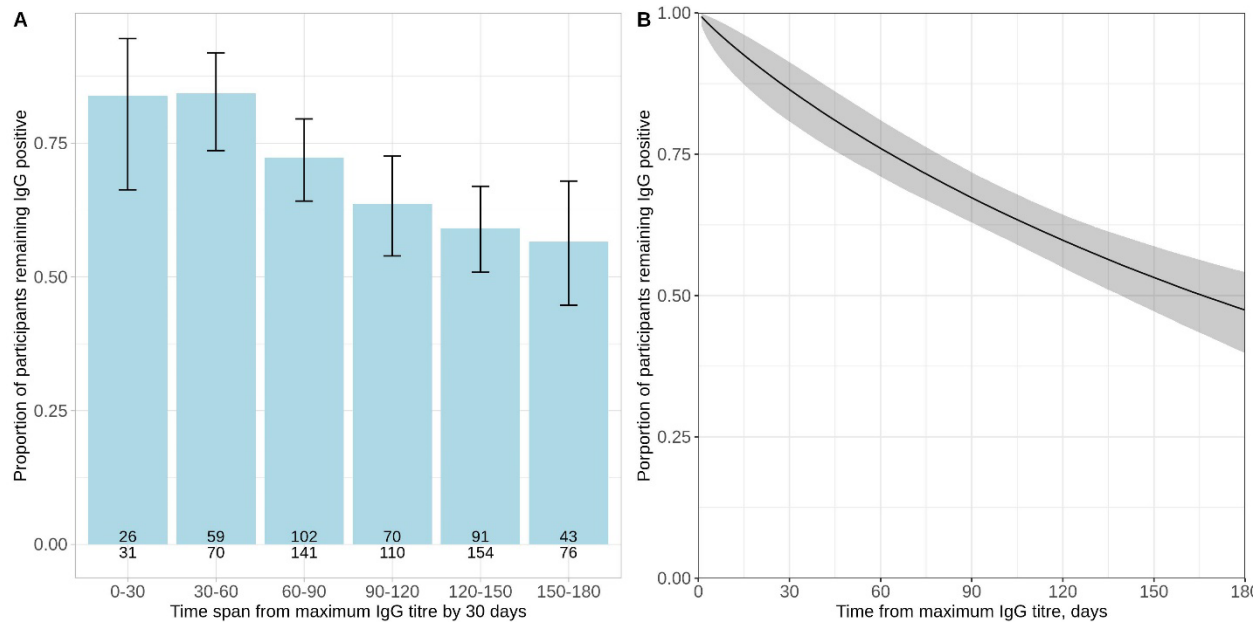 A
Proportion of participants remaining IgG positive
0.75
0.50
0.25
0.00
26 59 102 70 91 43
31 70 141 110 154 76
0-30 30-60 60-90 90-120 120-150 150-180
Time span from maximum IgG titre by 30 days
B
Porportion of participants remaining IgG positive
1.00
0.75
0.50
0.25
0.00
0 30 60 90 120 150 180
Time from maximum IgG titre, days